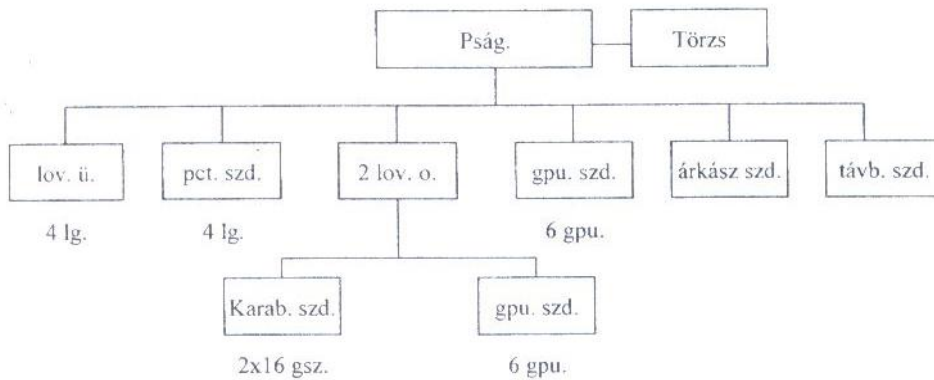 Pság.
Törzs
lov. ü.
pct. szd.
2 lov. o.
gpu. szd.
árkász szd.
távb. szd.
4 lg.
4 lg.
6 gpu.
Karab. szd.
gpu. szd.
2x16 gsz.
6 gpu.